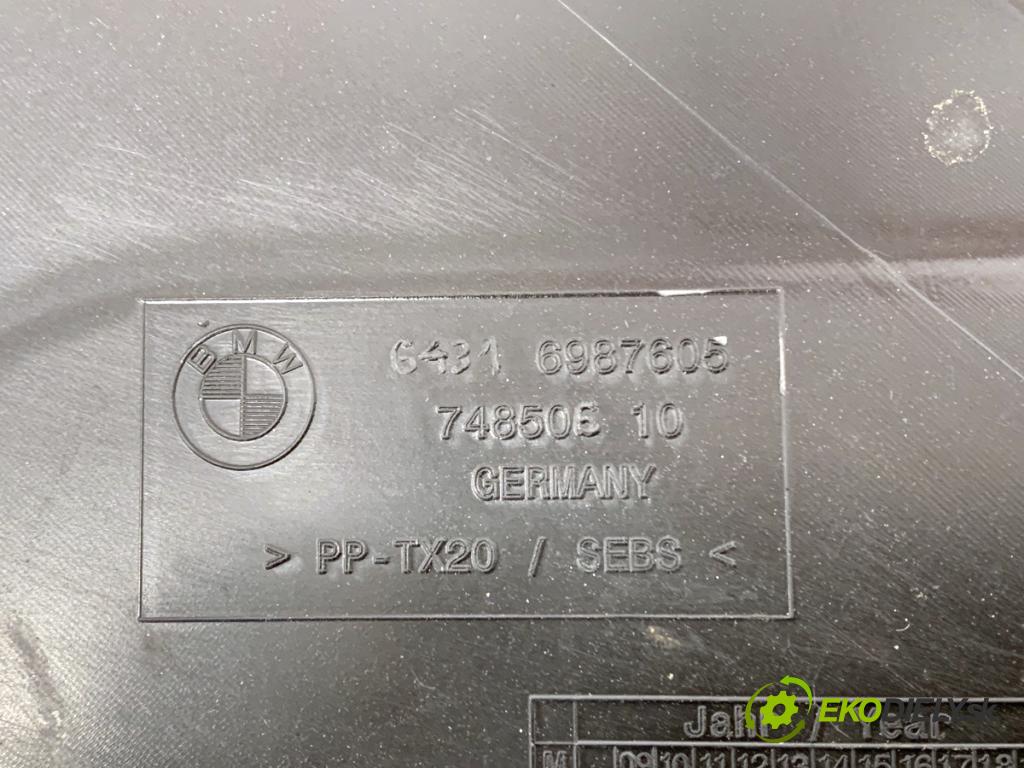 BMW
6431 6987605
748505 10
GERMANY
> PP-TX20 / SEBS <
EKODIELY.sk
Jahr / Year
M 09 10 11 12 13 14 15 16 17 18